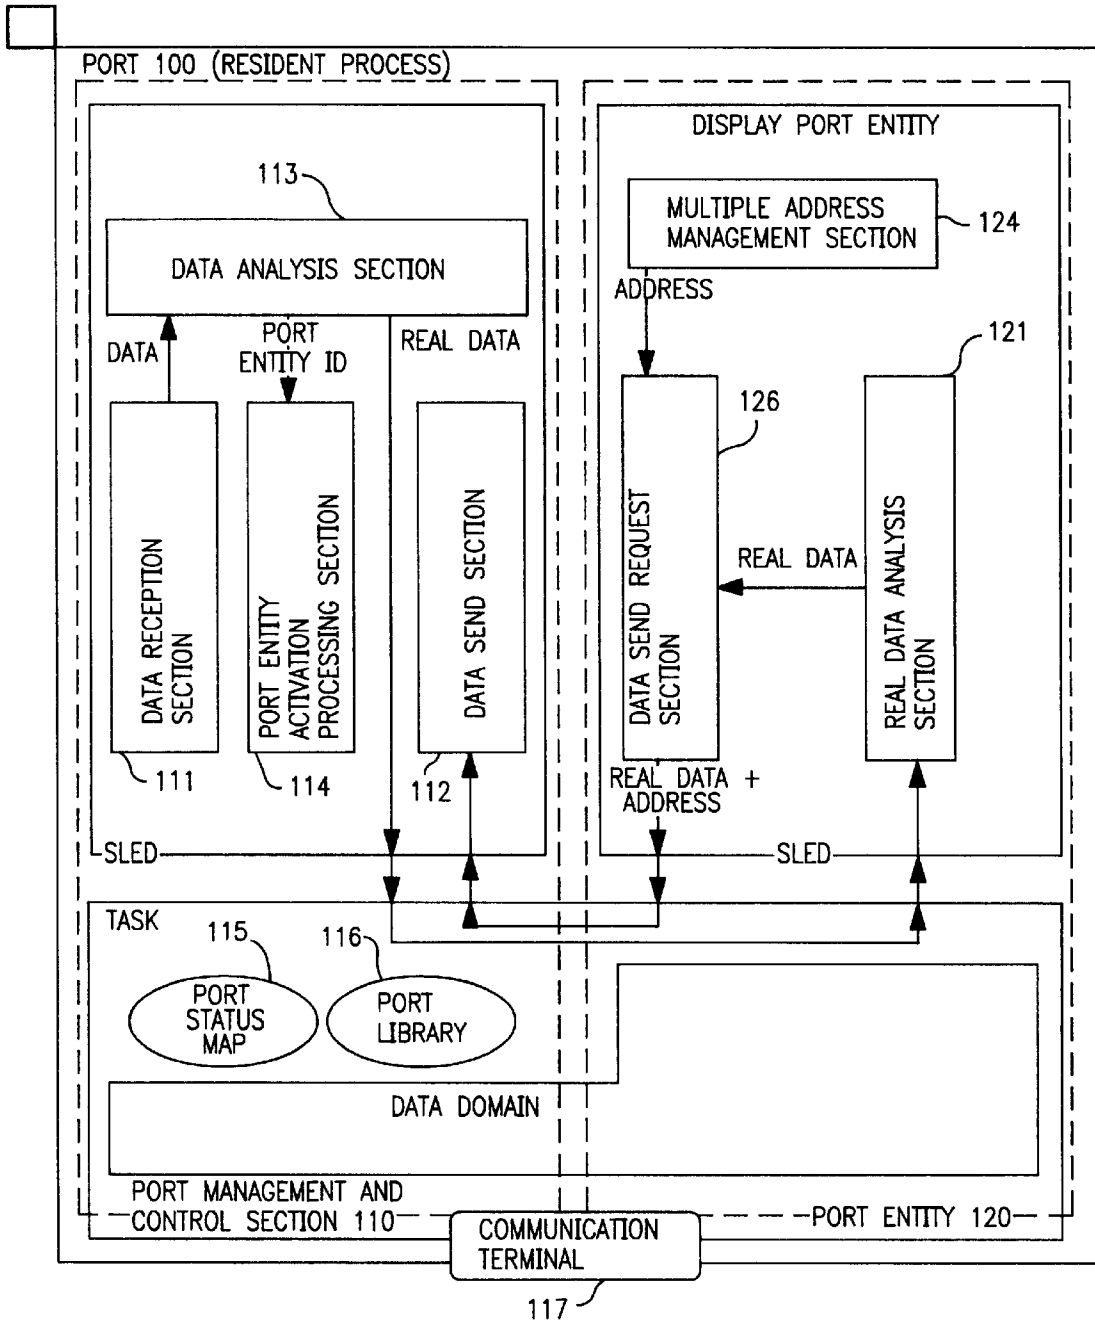 PORT 100 (RESIDENT PROCESS)
113
DATA ANALYSIS SECTION
DATA
PORT
ENTITY ID
REAL DATA
DATA RECEPTION
SECTION
PORT ENTITY
ACTIVATION
PROCESSING SECTION
DATA SEND SECTION
111
114
112
SLED
DISPLAY PORT ENTITY
MULTIPLE ADDRESS
MANAGEMENT SECTION
124
ADDRESS
121
126
DATA SEND REQUEST
SECTION
REAL DATA
REAL DATA ANALYSIS
SECTION
REAL DATA +
ADDRESS
SLED
TASK
115
116
PORT
STATUS
MAP
PORT
LIBRARY
DATA DOMAIN
PORT MANAGEMENT AND
CONTROL SECTION 110
PORT ENTITY 120
COMMUNICATION
TERMINAL
117